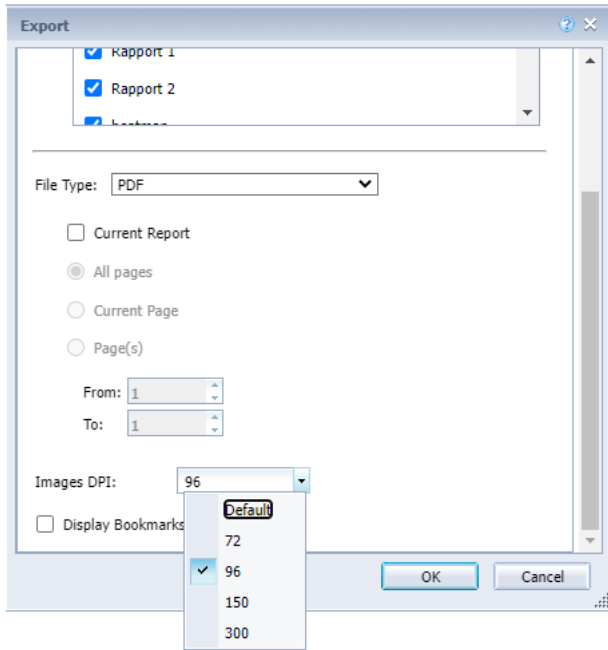 Export
Rapport 1
Rapport 2
heatmap
File Type: PDF
Current Report
All pages
Current Page
Page(s)
From: 1
To: 1
Images DPI: 96
Default
Display Bookmarks
72
96
150
300
OK Cancel